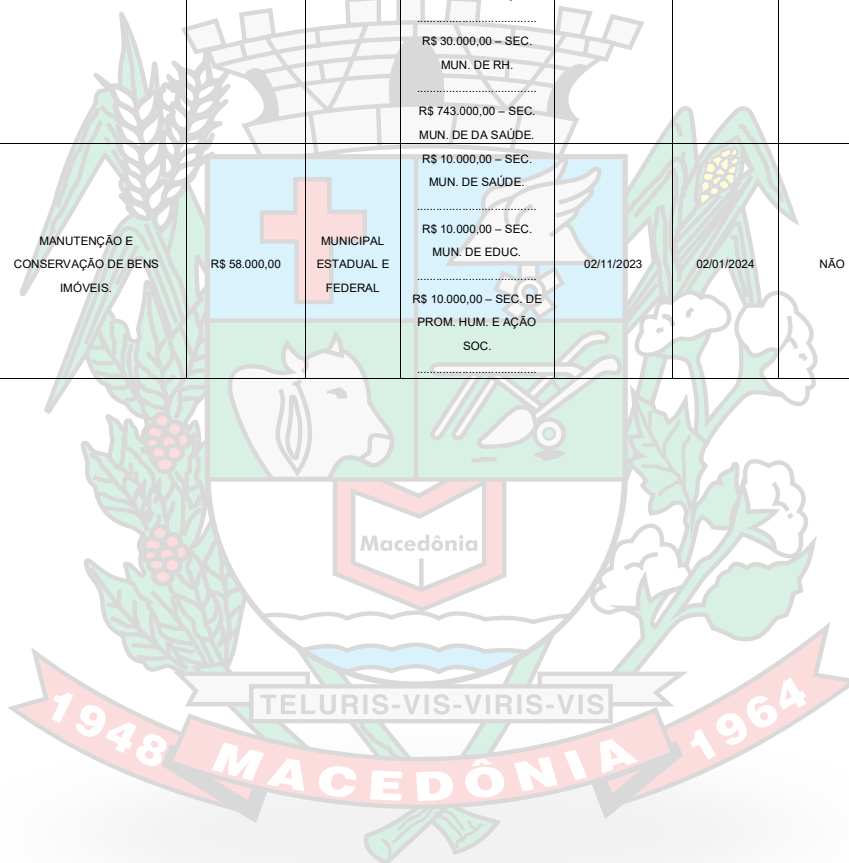 ....................................
R$ 30.000,00 – SEC.
MUN. DE RH.
....................................
R$ 743.000,00 – SEC.
MUN. DE DA SAÚDE.
MANUTENÇÃO E
CONSERVAÇÃO DE BENS
IMÓVEIS.
R$ 58.000,00
MUNICIPAL
ESTADUAL E
FEDERAL
R$ 10.000,00 – SEC.
MUN. DE SAÚDE.
....................................
R$ 10.000,00 – SEC.
MUN. DE EDUC.
....................................
R$ 10.000,00 – SEC. DE
PROM. HUM. E AÇÃO
SOC.
....................................
02/11/2023
02/01/2024
NÃO
Macedônia
TELURIS-VIS-VIRIS-VIS
1948 MACEDÔNIA 1964